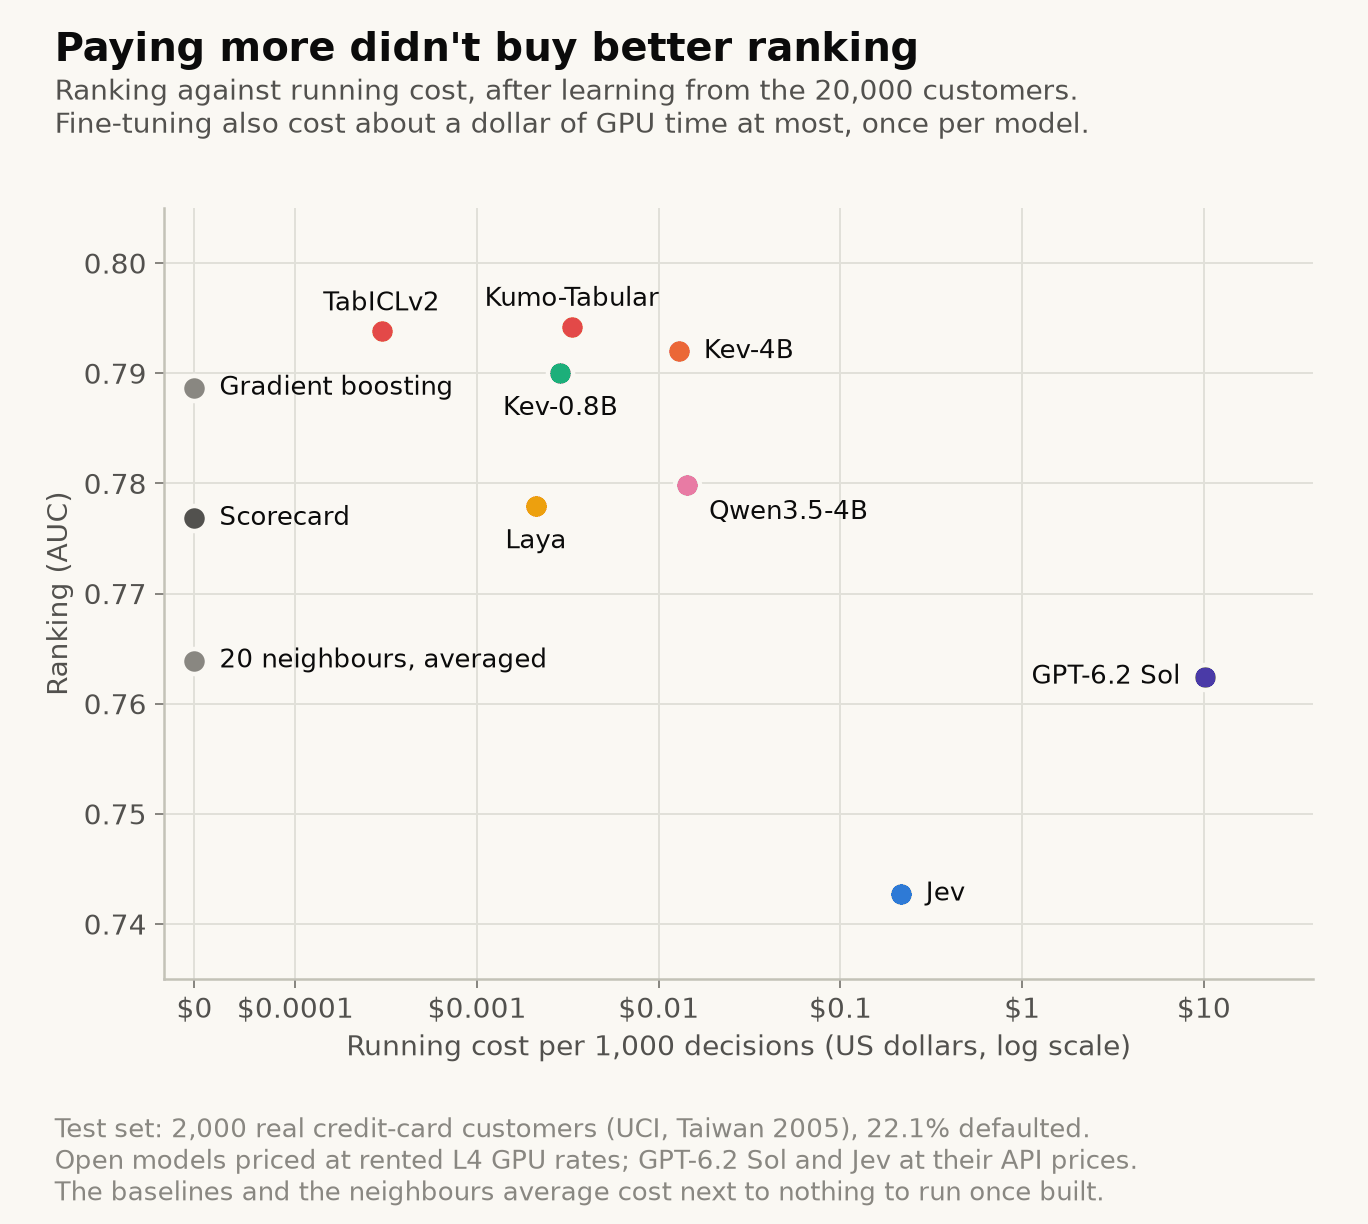 Paying more didn't buy better ranking
Ranking against running cost, after learning from the 20,000 customers.
Fine-tuning also cost about a dollar of GPU time at most, once per model.
Ranking (AUC)
0.80
0.79
0.78
0.77
0.76
0.75
0.74
TabICLv2
Kumo-Tabular
Kev-4B
Gradient boosting
Kev-0.8B
Qwen3.5-4B
Scorecard
Laya
20 neighbours, averaged
GPT-6.2 Sol
Jev
$0 $0.0001 $0.001 $0.01 $0.1 $1 $10
Running cost per 1,000 decisions (US dollars, log scale)
Test set: 2,000 real credit-card customers (UCI, Taiwan 2005), 22.1% defaulted.
Open models priced at rented L4 GPU rates; GPT-6.2 Sol and Jev at their API prices.
The baselines and the neighbours average cost next to nothing to run once built.